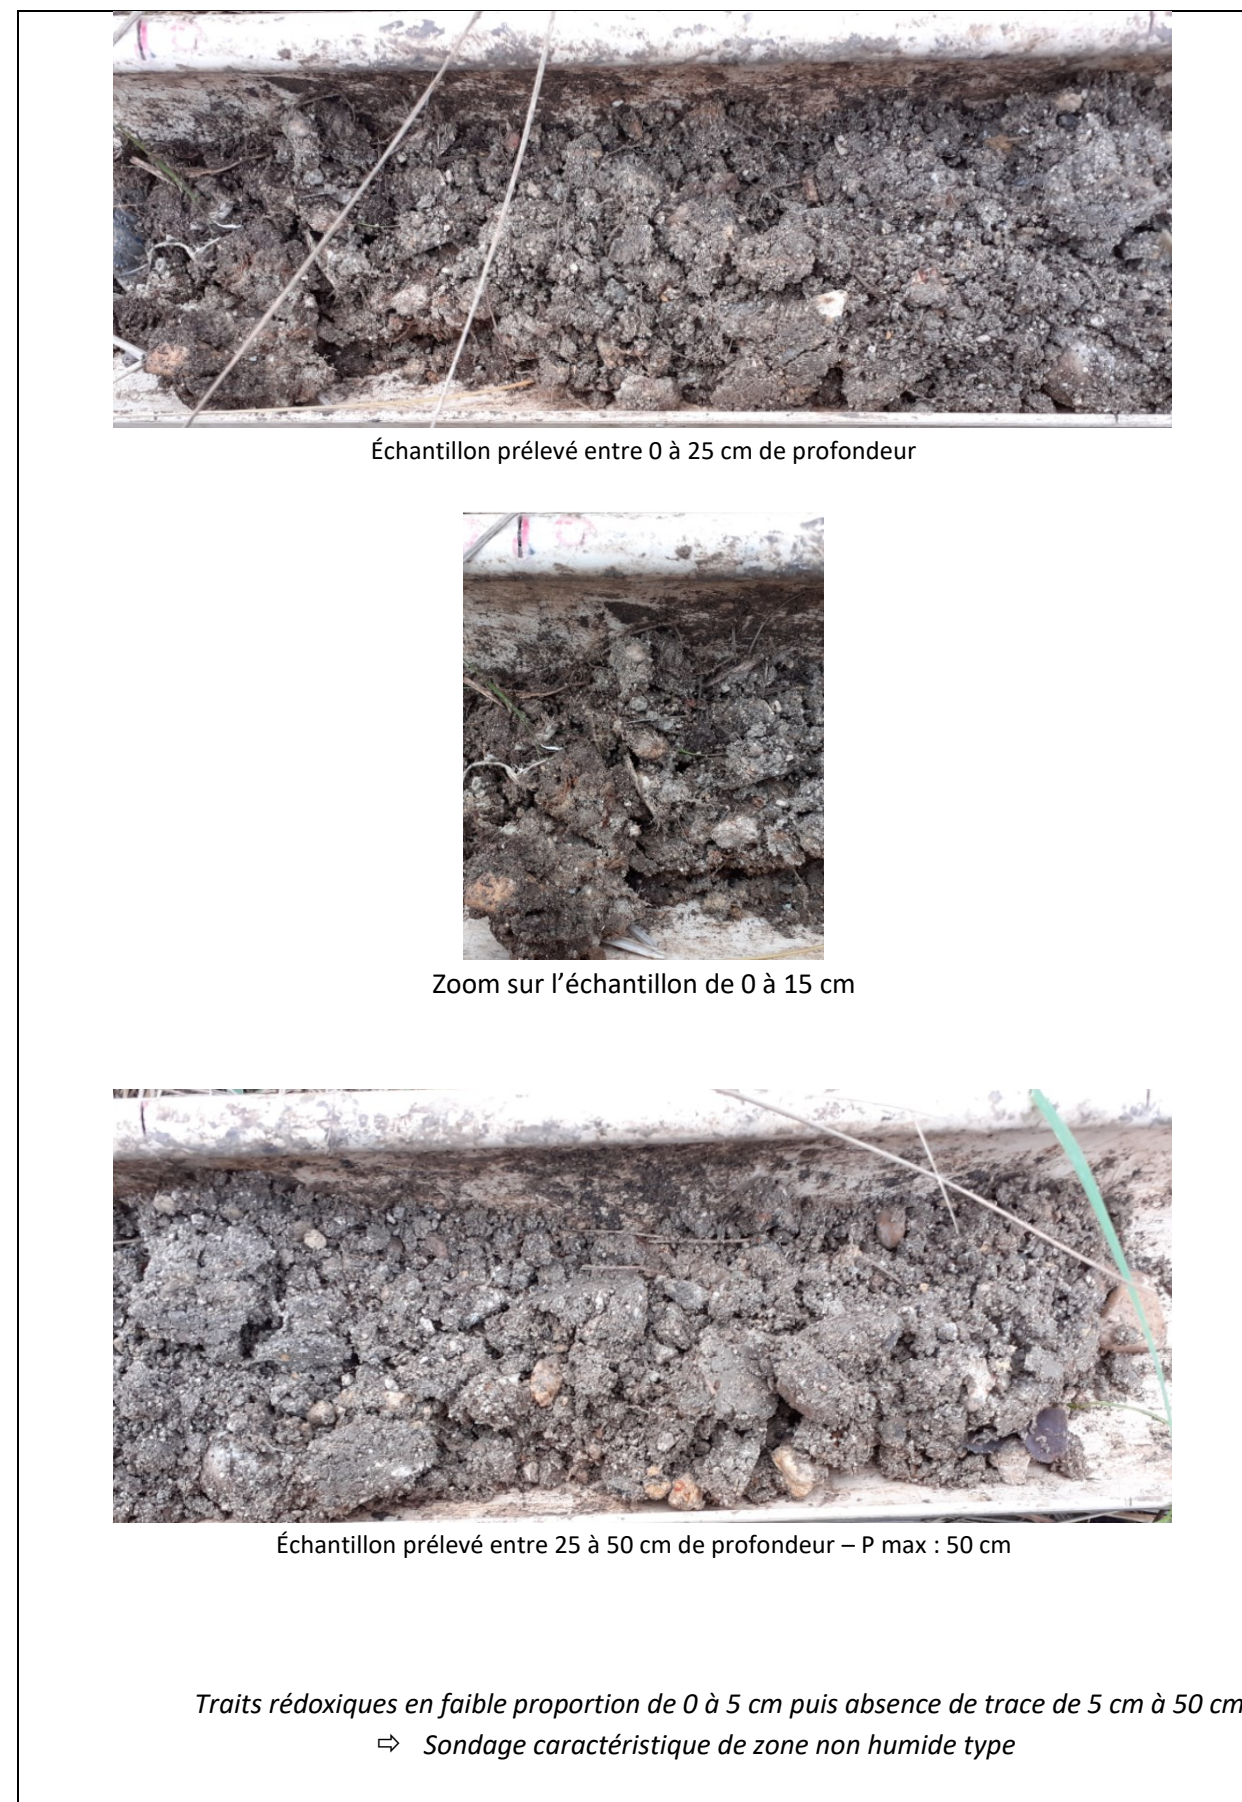 Échantillon prélevé entre 0 à 25 cm de profondeur
Zoom sur l'échantillon de 0 à 15 cm
Échantillon prélevé entre 25 à 50 cm de profondeur – P max : 50 cm
Traits rédoxiques en faible proportion de 0 à 5 cm puis absence de trace de 5 cm à 50 cm
⇨ Sondage caractéristique de zone non humide type